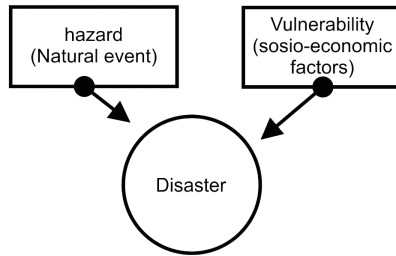 hazard
(Natural event)
Vulnerability
(sosio-economic
factors)
Disaster